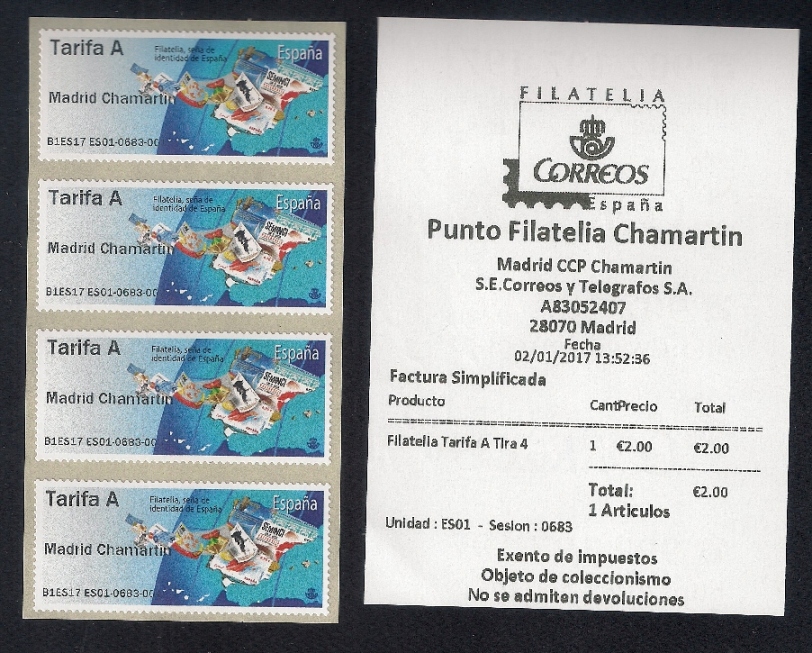 Tarifa A
Filatelia, seña de
identidad de España
España
Madrid Chamartin
SEMINCI
B1ES17 ES01-0683-00
Tarifa A
Filatelia, seña de
identidad de España
España
Madrid Chamartin
SEMINCI
B1ES17 ES01-0683-00
Tarifa A
Filatelia, seña de
identidad de España
España
Madrid Chamartin
SEMINCI
B1ES17 ES01-0683-00
Tarifa A
Filatelia, seña de
identidad de España
España
Madrid Chamartin
SEMINCI
B1ES17 ES01-0683-00
FILATELIA
CORREOS
España
Punto Filatelia Chamartin
Madrid CCP Chamartin
S.E.Correos y Telegrafos S.A.
A83052407
28070 Madrid
Fecha
02/01/2017 13:52:36
Factura Simplificada
Producto CantPrecio Total
Filatelia Tarifa A Tira 4 1 €2.00 €2.00
Total: €2.00
1 Articulos
Unidad : ES01 - Sesion : 0683
Exento de impuestos
Objeto de coleccionismo
No se admiten devoluciones